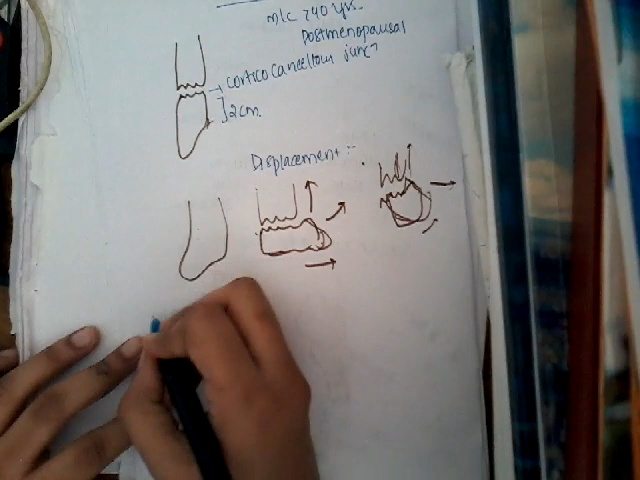 m/c >40 yrs.
Postmenopausal
→ cortico cancellous junc^n
]2cm.
Displacement :-